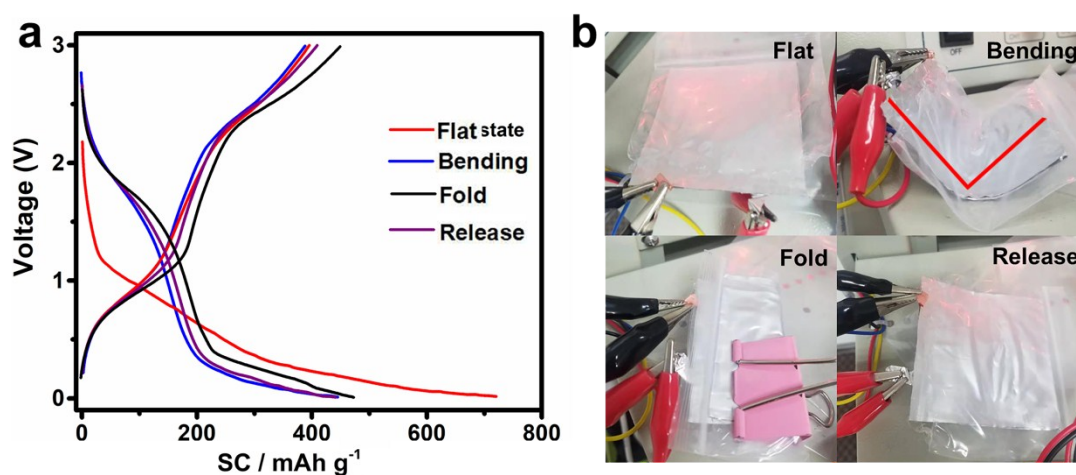 a
3
2
1
0
Voltage (V)
0 200 400 600 800
SC / mAh g⁻¹
Flat state
Bending
Fold
Release
b
Flat
Bending
OFF
Fold
Release